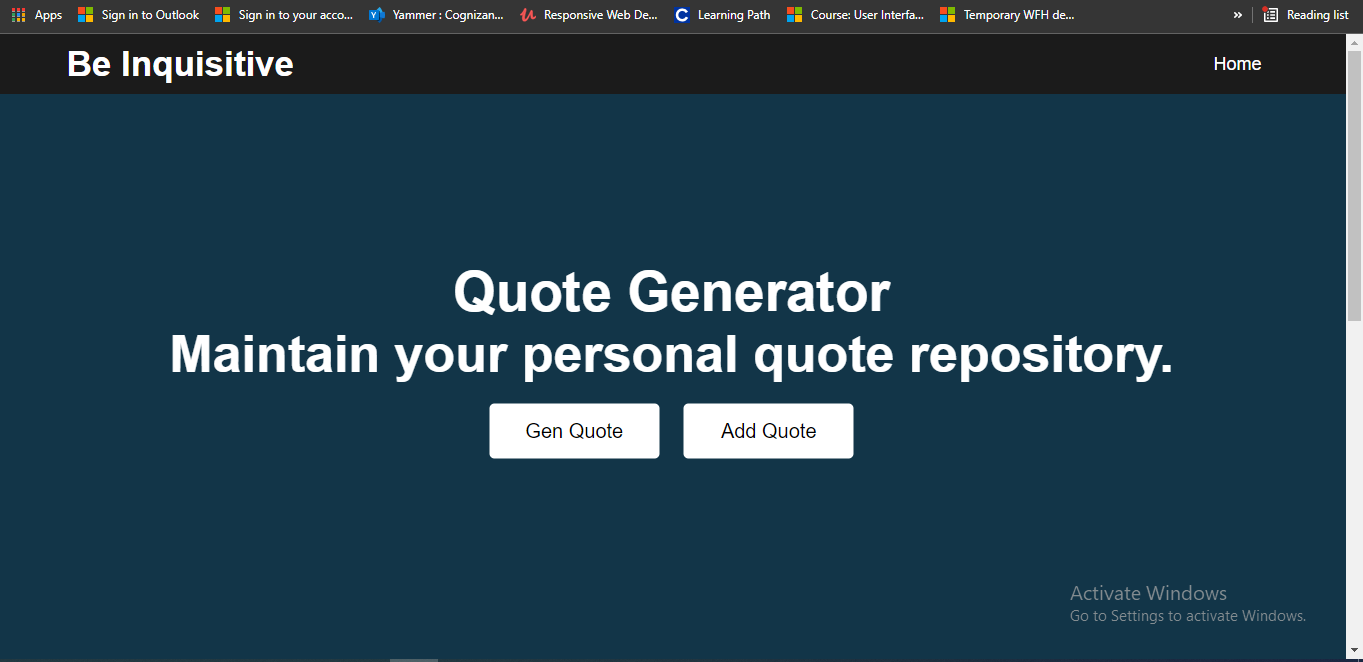 Apps Sign in to Outlook Sign in to your acco... Yammer : Cognizan... Responsive Web De... Learning Path Course: User Interfa... Temporary WFH de... » Reading list
Be Inquisitive Home
Quote Generator
Maintain your personal quote repository.
Gen Quote Add Quote
Activate Windows
Go to Settings to activate Windows.